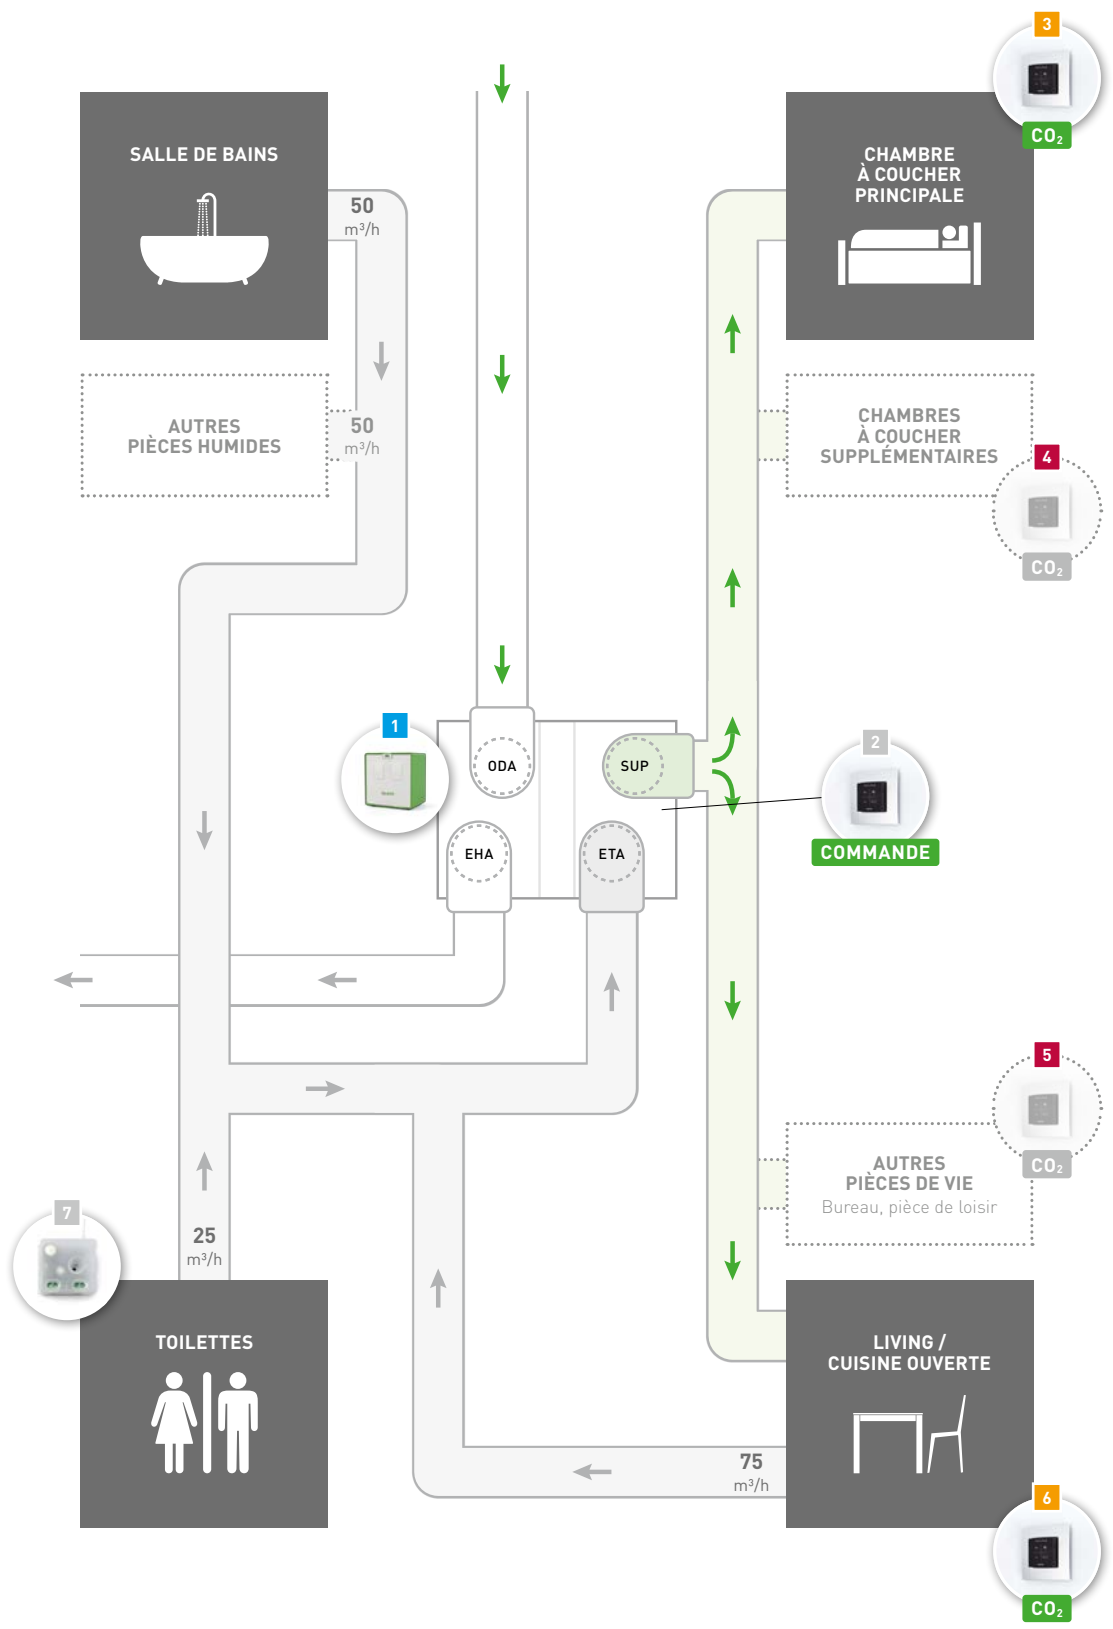 3
CO₂
SALLE DE BAINS
50
m³/h
CHAMBRE
À COUCHER
PRINCIPALE
AUTRES
PIÈCES HUMIDES
50
m³/h
CHAMBRES
À COUCHER
SUPPLÉMENTAIRES
4
CO₂
1
ODA
SUP
2
COMMANDE
EHA
ETA
5
CO₂
AUTRES
PIÈCES DE VIE
Bureau, pièce de loisir
7
25
m³/h
TOILETTES
LIVING /
CUISINE OUVERTE
75
m³/h
6
CO₂